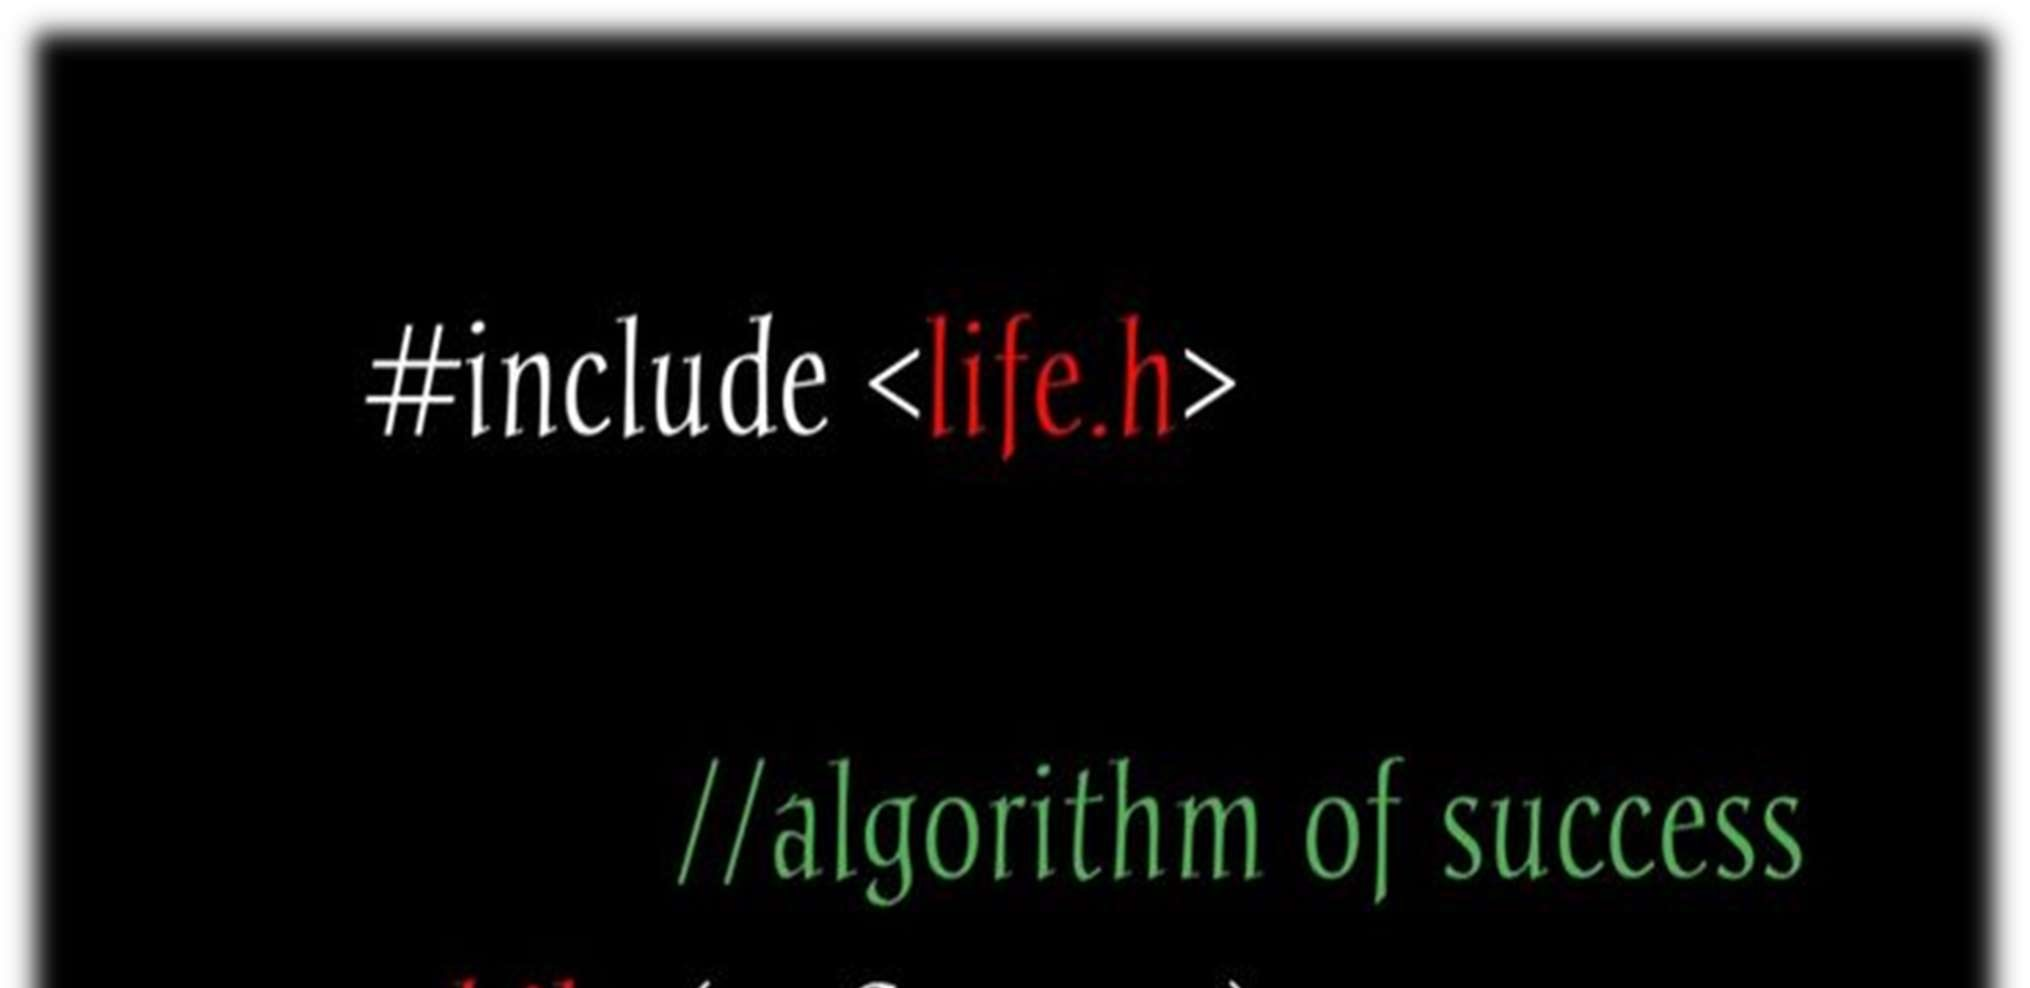 #include <life.h>
//algorithm of success